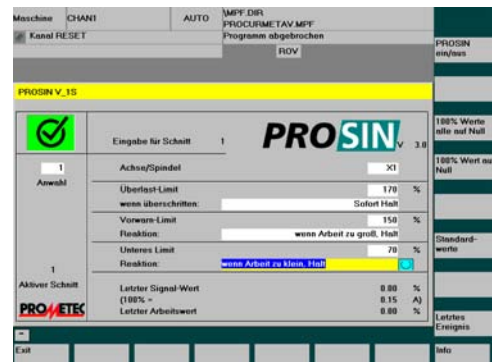 Maschine CHAN1 AUTO \MPF.DIR
PROCURMETAV.MPF
Kanal RESET Programm abgebrochen
ROV
PROSIN
ein/aus
PROSIN V_1S
100% Werte
alle auf Null
Eingabe für Schnitt 1 PROSIN V 3.0
100% Wert auf
Null
1 Achse/Spindel X1
Anwahl
Überlast-Limit 170 %
wenn überschritten: Sofort Halt
Vorwarn-Limit 150 %
Reaktion: wenn Arbeit zu groß, Halt
Standard-
werte
Unteres Limit 70 %
Reaktion: wenn Arbeit zu klein, Halt
1
Aktiver Schnitt
Letzter Signal-Wert 0.00 %
(100% = 0.15 A)
Letzter Arbeitswert 0.00 %
PROMETEC
Letztes
Ereignis
Exit Info